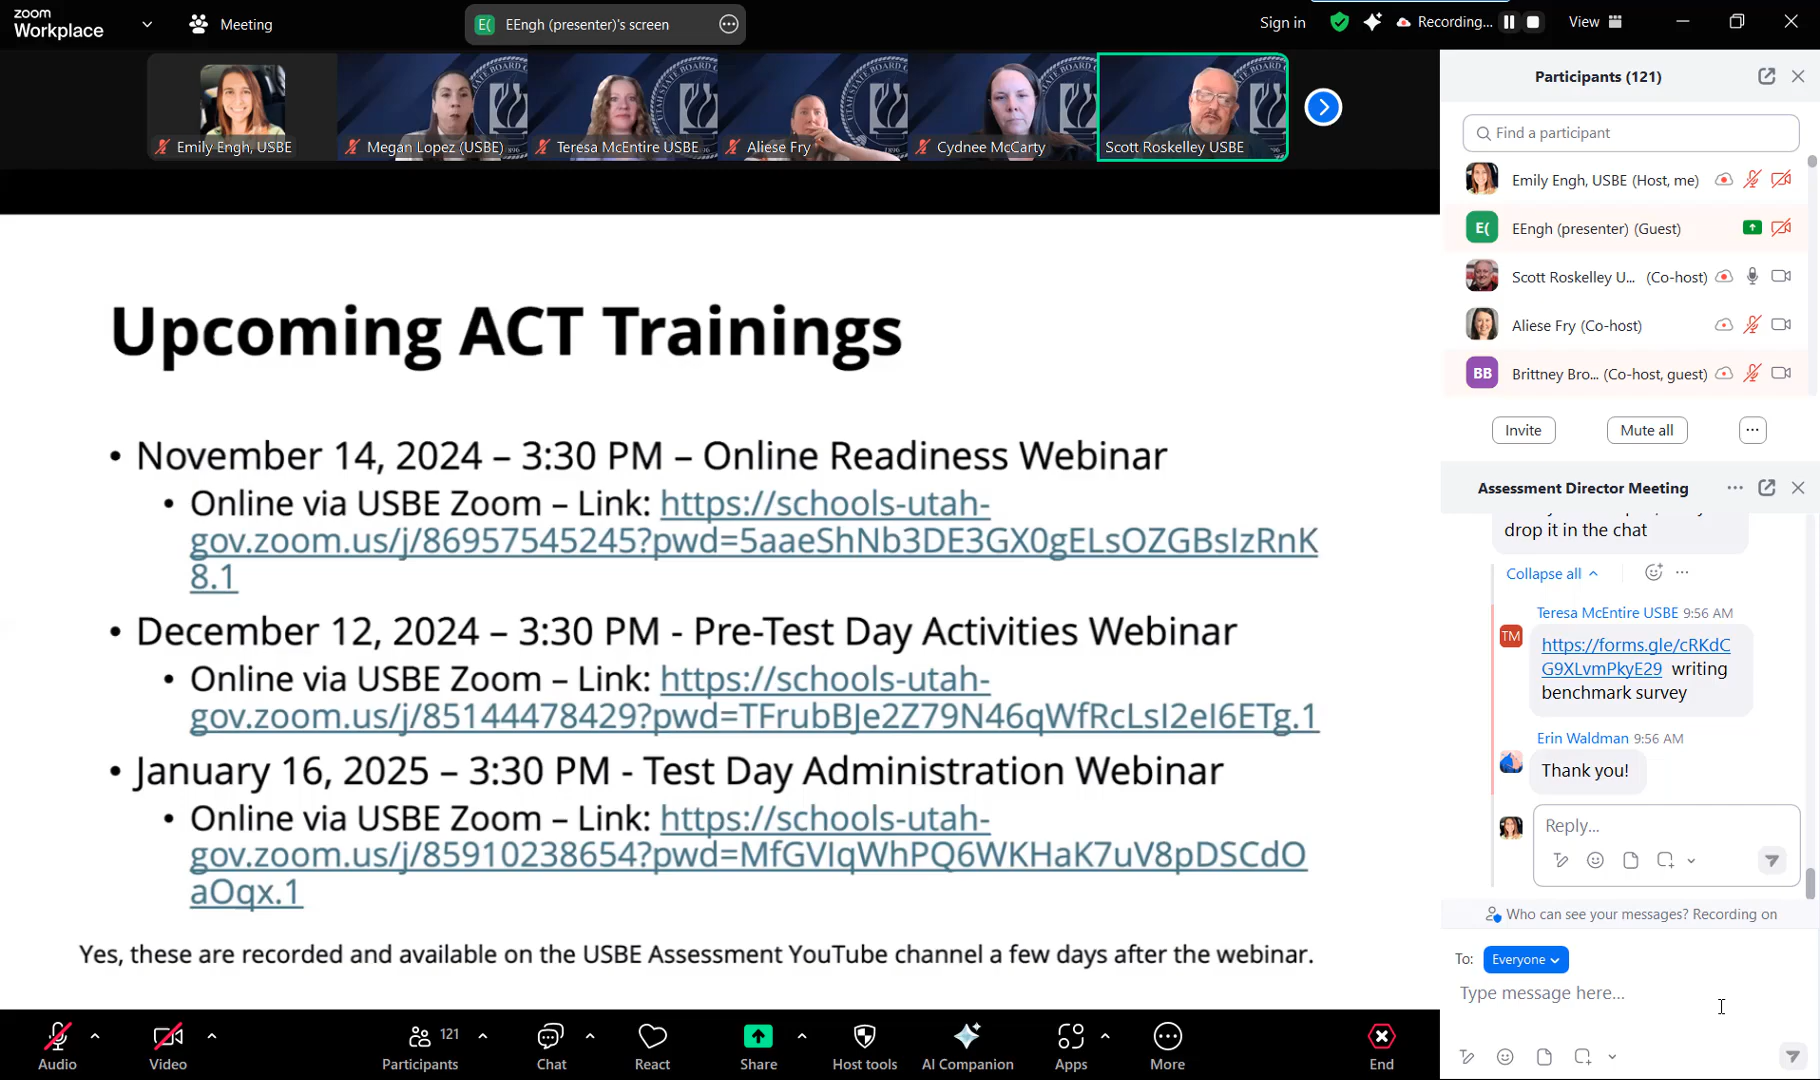 zoom
Workplace
Meeting
E( EEngh (presenter)'s screen
Sign in
Recording...
View
Emily Engh, USBE
Megan Lopez (USBE)
Teresa McEntire USBE
Aliese Fry
Cydnee McCarty
Scott Roskelley USBE
Upcoming ACT Trainings
• November 14, 2024 – 3:30 PM – Online Readiness Webinar
• Online via USBE Zoom – Link: https://schools-utah-
gov.zoom.us/j/86957545245?pwd=5aaeShNb3DE3GX0gELsOZGBsIzRnK
8.1
• December 12, 2024 – 3:30 PM - Pre-Test Day Activities Webinar
• Online via USBE Zoom – Link: https://schools-utah-
gov.zoom.us/j/85144478429?pwd=TFrubBJe2Z79N46qWfRcLsI2eI6ETg.1
• January 16, 2025 – 3:30 PM - Test Day Administration Webinar
• Online via USBE Zoom – Link: https://schools-utah-
gov.zoom.us/j/85910238654?pwd=MfGVIqWhPQ6WKHaK7uV8pDSCdO
aOqx.1
Yes, these are recorded and available on the USBE Assessment YouTube channel a few days after the webinar.
Participants (121)
Find a participant
Emily Engh, USBE (Host, me)
E( EEngh (presenter) (Guest)
Scott Roskelley U... (Co-host)
Aliese Fry (Co-host)
BB Brittney Bro... (Co-host, guest)
Invite
Mute all
Assessment Director Meeting
drop it in the chat
Collapse all
Teresa McEntire USBE 9:56 AM
TM https://forms.gle/cRKdC
G9XLvmPkyE29 writing
benchmark survey
Erin Waldman 9:56 AM
Thank you!
Reply...
Who can see your messages? Recording on
To: Everyone
Type message here...
Audio
Video
121
Participants
Chat
React
Share
Host tools
AI Companion
Apps
More
End